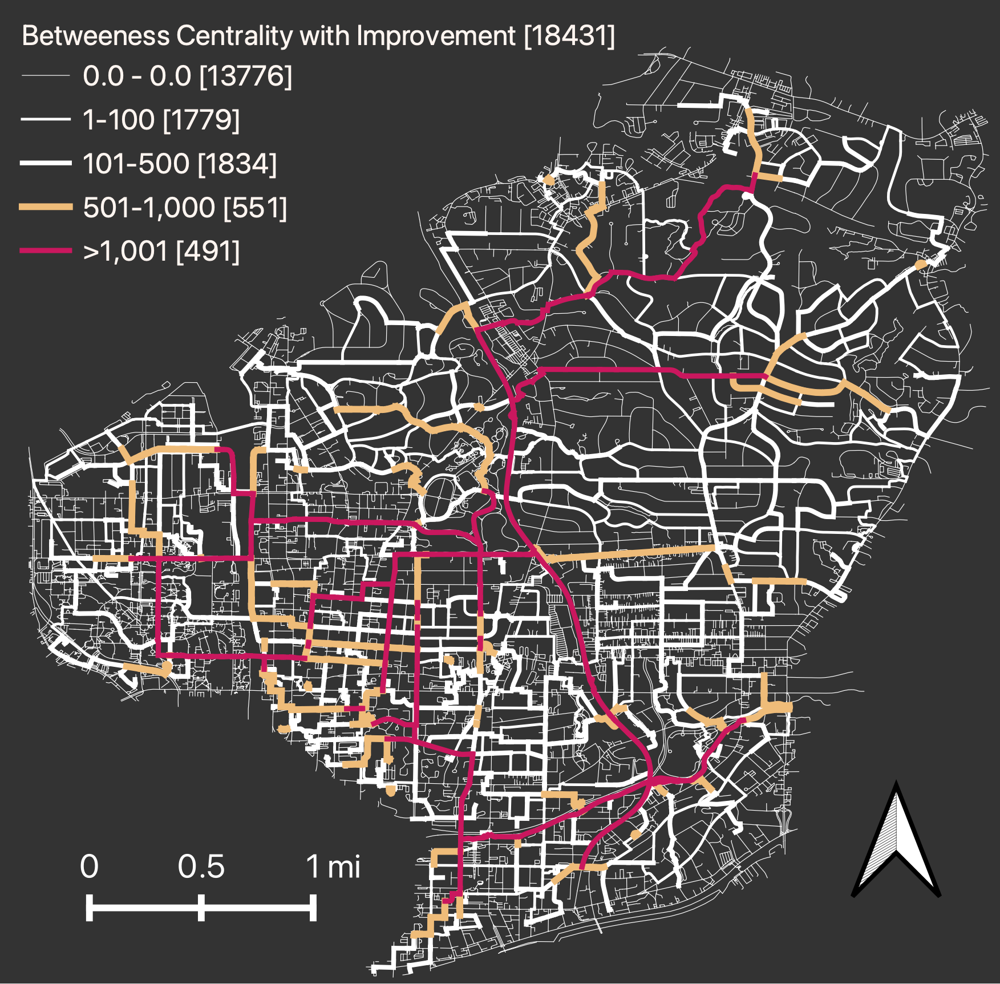 Betweeness Centrality with Improvement [18431]
0.0 - 0.0 [13776]
1-100 [1779]
101-500 [1834]
501-1,000 [551]
>1,001 [491]
0 0.5 1 mi